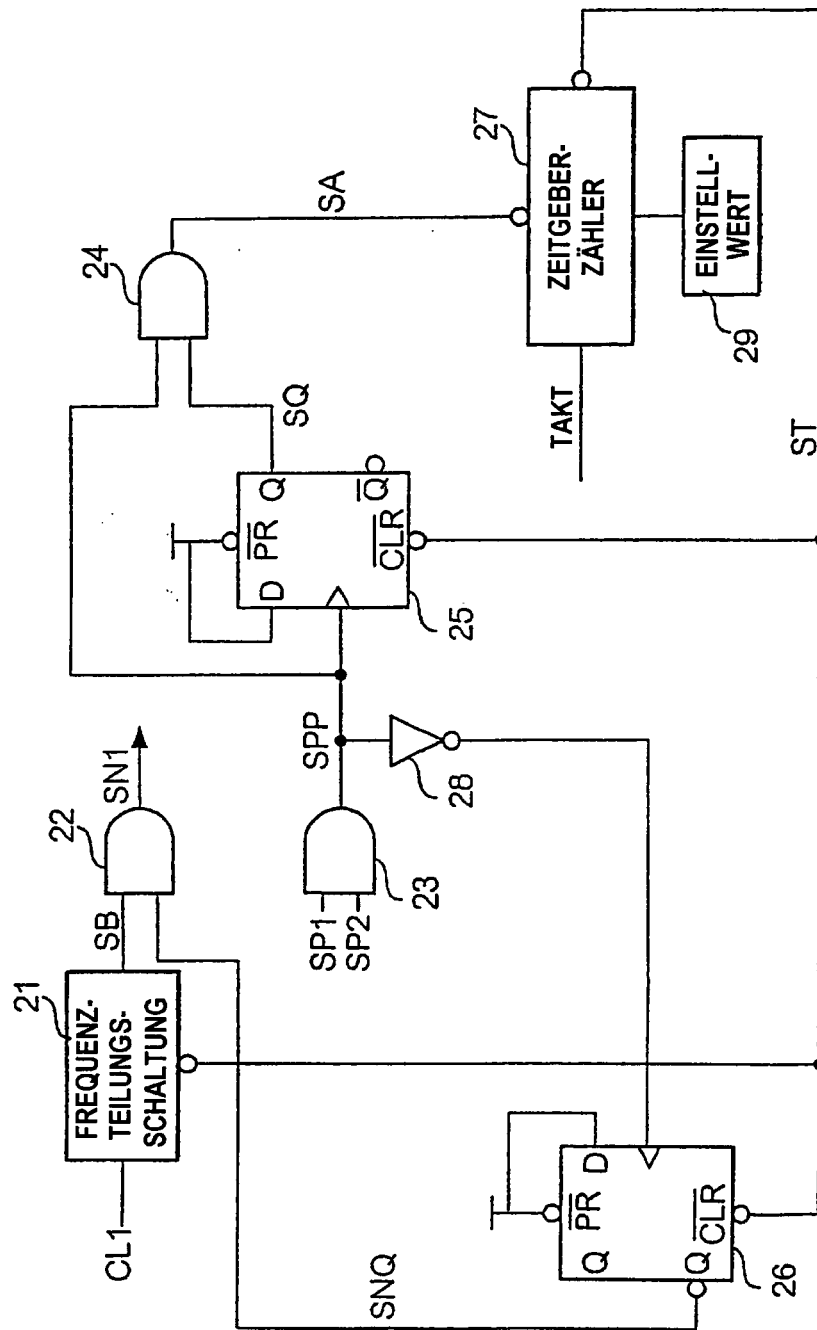 CL1
21
FREQUENZ-
TEILUNGS-
SCHALTUNG
SB
22
SN1
SNQ
SP1
SP2
23
SPP
28
24
SQ
SA
D
PR
Q
Q
CLR
25
27
ZEITGEBER-
ZÄHLER
TAKT
29
EINSTELL-
WERT
ST
D
PR
Q
Q
CLR
26